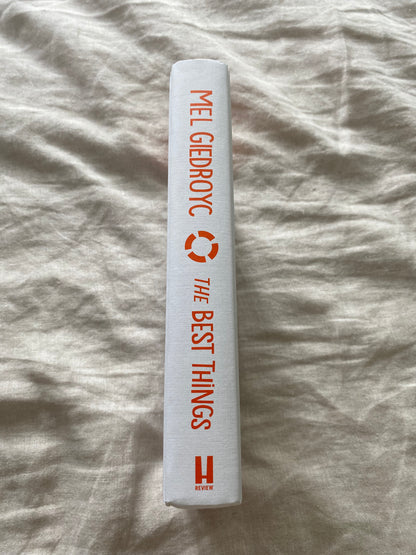 MEL GIEDROYC
THE BEST THiNGS
H
REVIEW